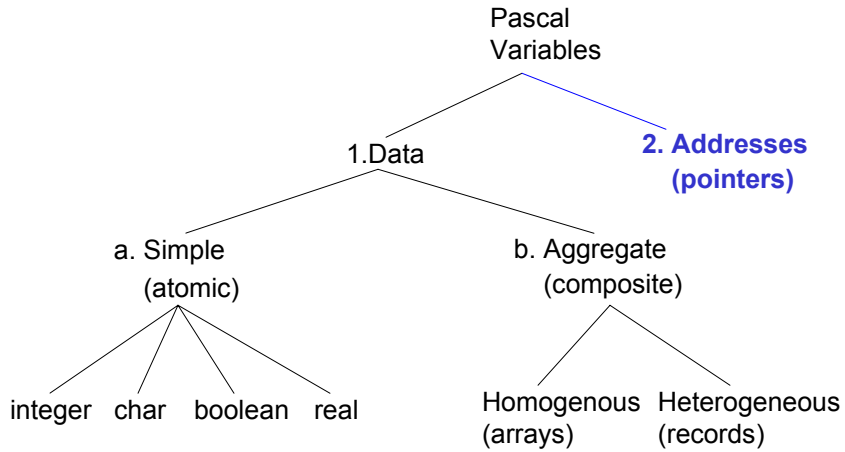 Pascal
Variables
1.Data
2. Addresses
(pointers)
a. Simple
(atomic)
b. Aggregate
(composite)
integer
char
boolean
real
Homogenous
(arrays)
Heterogeneous
(records)